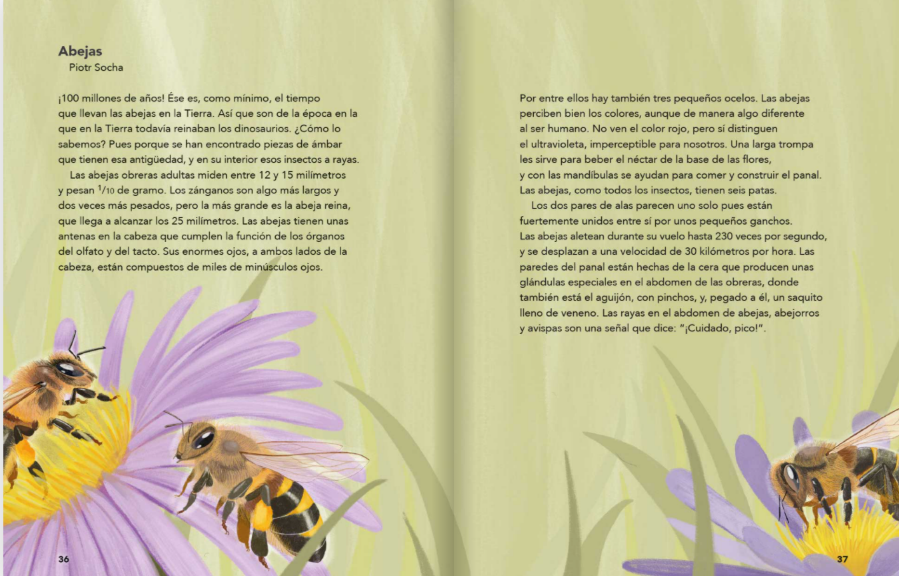 Abejas
Piotr Socha
¡100 millones de años! Ése es, como mínimo, el tiempo
que llevan las abejas en la Tierra. Así que son de la época en la
que en la Tierra todavía reinaban los dinosaurios. ¿Cómo lo
sabemos? Pues porque se han encontrado piezas de ámbar
que tienen esa antigüedad, y en su interior esos insectos a rayas.
Las abejas obreras adultas miden entre 12 y 15 milímetros
y pesan 1/10 de gramo. Los zánganos son algo más largos y
dos veces más pesados, pero la más grande es la abeja reina,
que llega a alcanzar los 25 milímetros. Las abejas tienen unas
antenas en la cabeza que cumplen la función de los órganos
del olfato y del tacto. Sus enormes ojos, a ambos lados de la
cabeza, están compuestos de miles de minúsculos ojos.
36
Por entre ellos hay también tres pequeños ocelos. Las abejas
perciben bien los colores, aunque de manera algo diferente
al ser humano. No ven el color rojo, pero sí distinguen
el ultravioleta, imperceptible para nosotros. Una larga trompa
les sirve para beber el néctar de la base de las flores,
y con las mandíbulas se ayudan para comer y construir el panal.
Las abejas, como todos los insectos, tienen seis patas.
Los dos pares de alas parecen uno solo pues están
fuertemente unidos entre sí por unos pequeños ganchos.
Las abejas aletean durante su vuelo hasta 230 veces por segundo,
y se desplazan a una velocidad de 30 kilómetros por hora. Las
paredes del panal están hechas de la cera que producen unas
glándulas especiales en el abdomen de las obreras, donde
también está el aguijón, con pinchos, y, pegado a él, un saquito
lleno de veneno. Las rayas en el abdomen de abejas, abejorros
y avispas son una señal que dice: “¡Cuidado, pico!”.
37